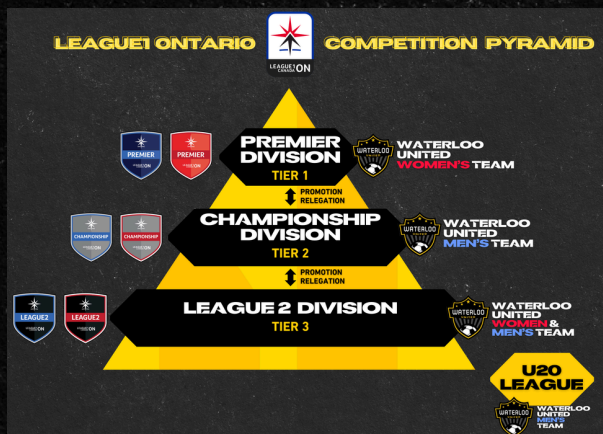 LEAGUE1 ONTARIO
COMPETITION PYRAMID
LEAGUE1 ON
CANADA
PREMIER
PREMIER
PREMIER
DIVISION
TIER 1
WATERLOO
UNITED
WATERLOO
UNITED
WOMEN'S TEAM
PROMOTION
RELEGATION
CHAMPIONSHIP
CHAMPIONSHIP
CHAMPIONSHIP
DIVISION
TIER 2
WATERLOO
WATERLOO
UNITED
MEN'S TEAM
PROMOTION
RELEGATION
LEAGUE2
LEAGUE2
LEAGUE 2 DIVISION
TIER 3
WATERLOO
WATERLOO
UNITED
WOMEN &
MEN'S TEAM
U20
LEAGUE
WATERLOO
WATERLOO
UNITED
MEN'S
TEAM